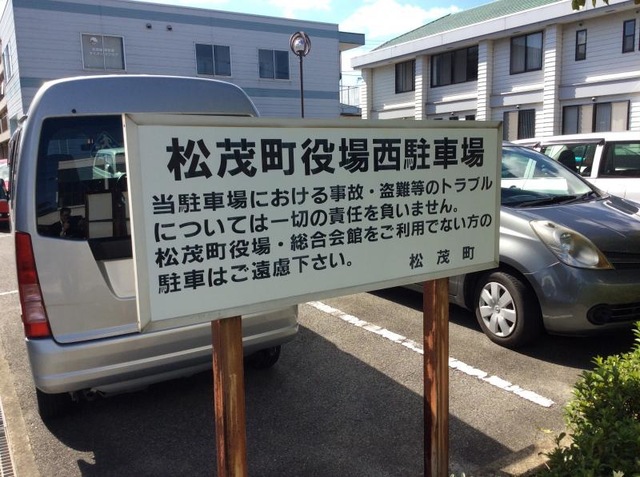 松茂町役場西駐車場
当駐車場における事故・盗難等のトラブル
については一切の責任を負いません。
松茂町役場・総合会館をご利用でない方の
駐車はご遠慮下さい。 松茂町